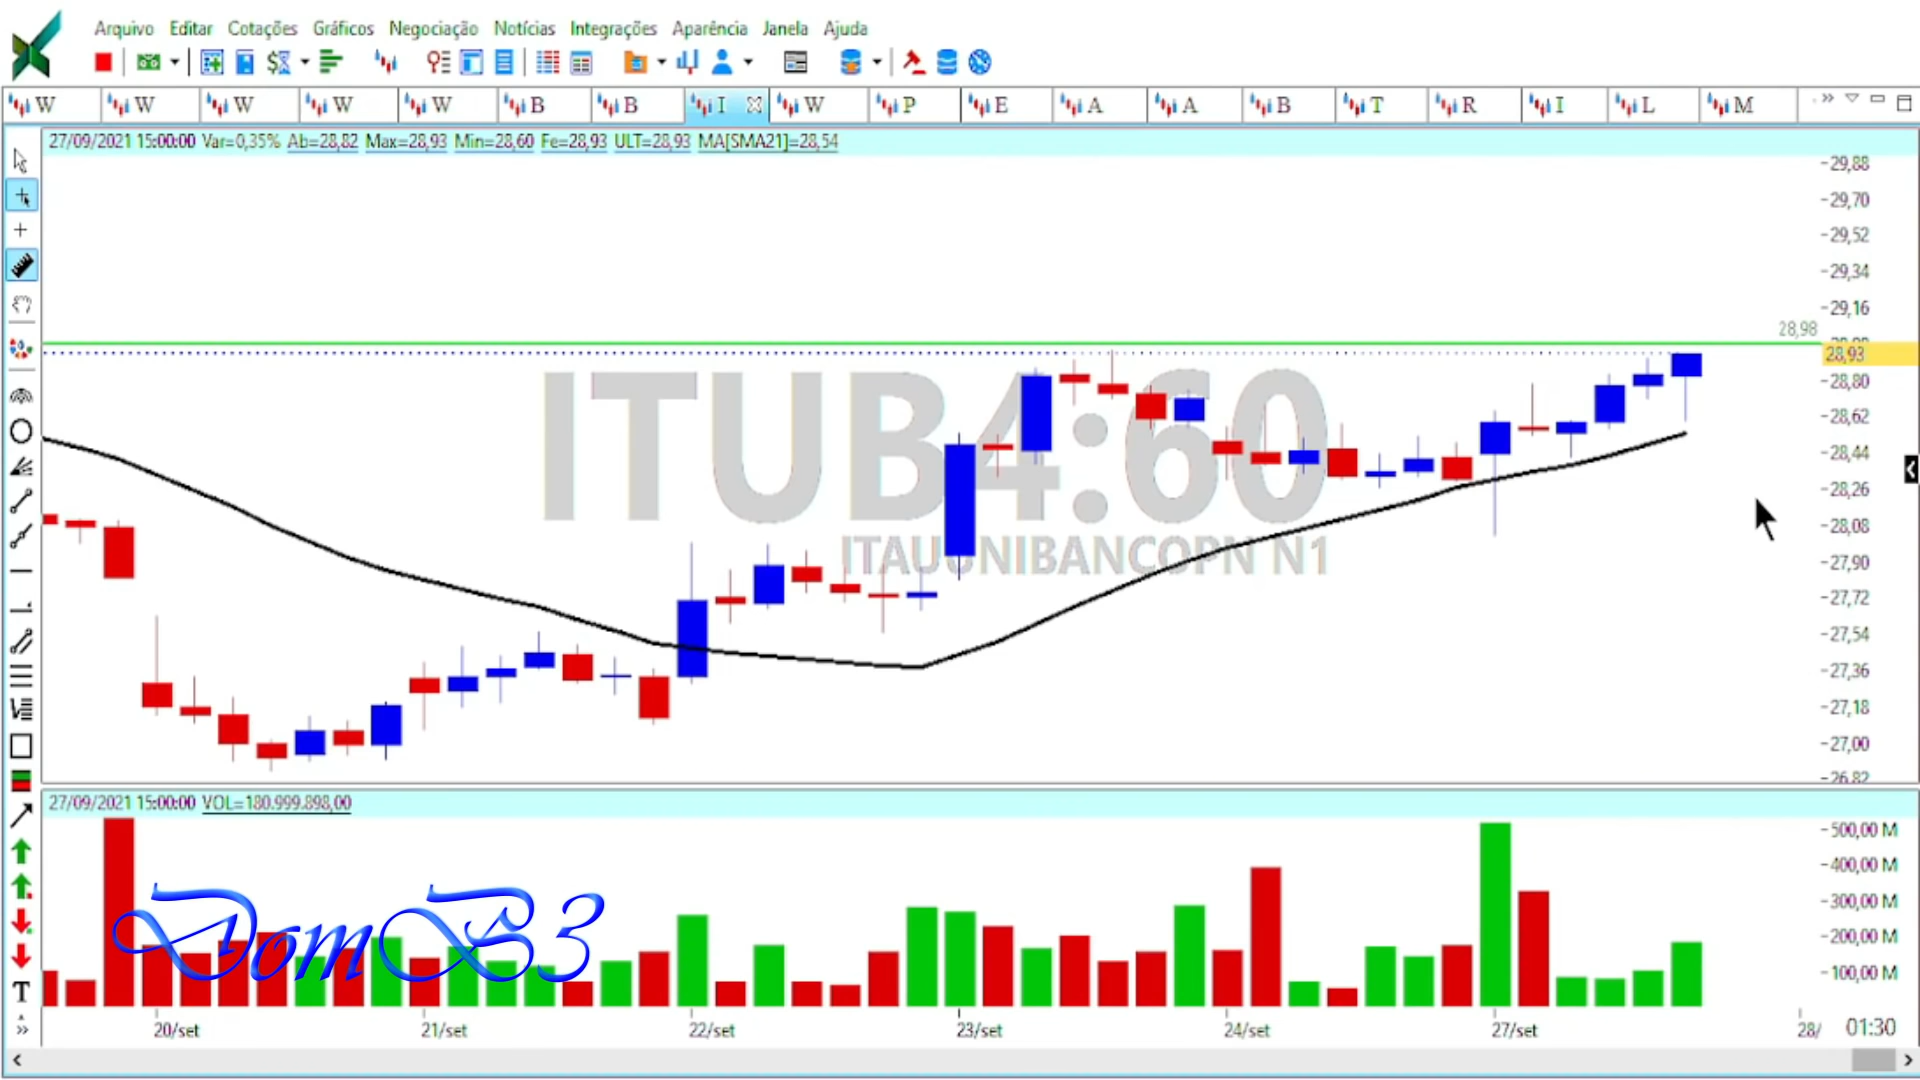 Arquivo Editar Cotações Gráficos Negociação Notícias Integrações Aparência Janela Ajuda
W W W W W B B I W P E A A B T R I L M
27/09/2021 15:00:00 Var=0,35% Ab=28,82 Max=28,93 Min=28,60 Fe=28,93 ULT=28,93 MA[SMA21]=28,54
29,88
29,70
29,52
29,34
29,16
28,98
28,93
28,80
28,62
28,44
28,26
28,08
27,90
27,72
27,54
27,36
27,18
27,00
26,82
ITUB4:60
ITAUUNIBANCOPN N1
27/09/2021 15:00:00 VOL=180.999.898,00
500,00 M
400,00 M
300,00 M
200,00 M
100,00 M
DomB3
T
20/set 21/set 22/set 23/set 24/set 27/set 28/ 01:30